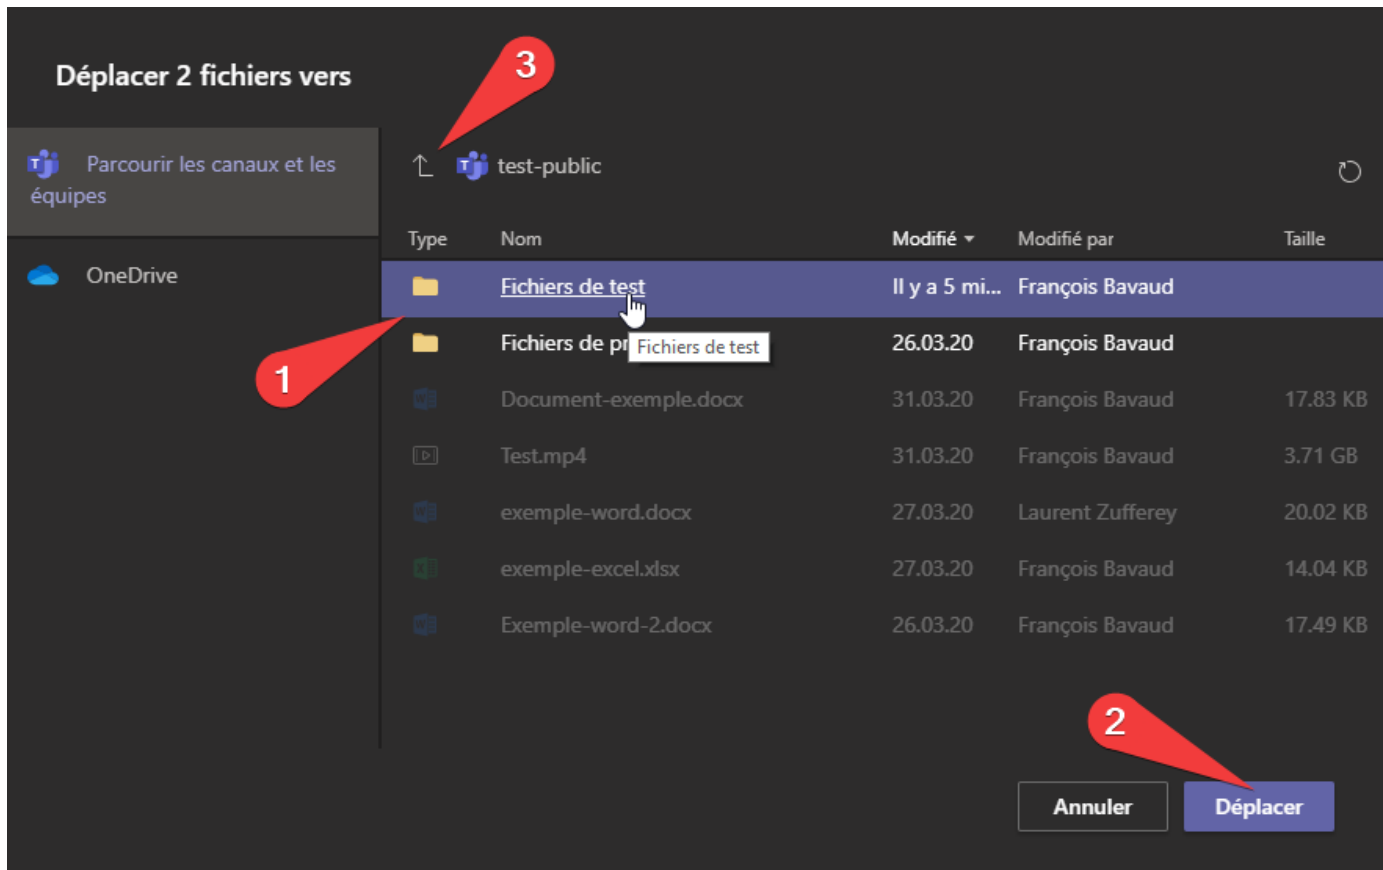 3
Déplacer 2 fichiers vers
Parcourir les canaux et les
équipes
test-public
OneDrive
Type Nom Modifié Modifié par Taille
Fichiers de test Il y a 5 mi... François Bavaud
Fichiers de 26.03.20 François Bavaud
Fichiers de test
1
Document-exemple.docx 31.03.20 François Bavaud 17.83 KB
Test.mp4 31.03.20 François Bavaud 3.71 GB
exemple-word.docx 27.03.20 Laurent Zufferey 20.02 KB
exemple-excel.xlsx 27.03.20 François Bavaud 14.04 KB
Exemple-word-2.docx 26.03.20 François Bavaud 17.49 KB
2
Annuler Déplacer